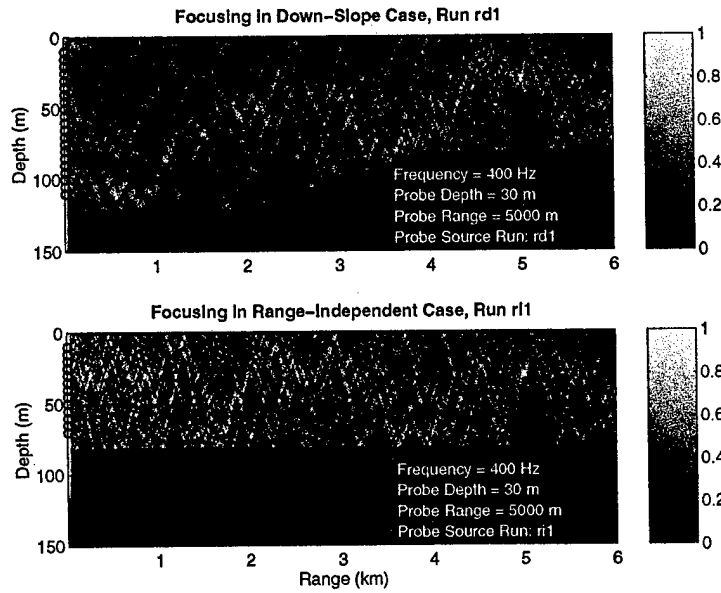 Focusing in Down-Slope Case, Run rd1
0
50
100
150
Depth (m)
1 2 3 4 5 6
Frequency = 400 Hz
Probe Depth = 30 m
Probe Range = 5000 m
Probe Source Run: rd1
1
0.8
0.6
0.4
0.2
0
Focusing in Range-Independent Case, Run ri1
0
50
100
150
Depth (m)
1 2 3 4 5 6
Range (km)
Frequency = 400 Hz
Probe Depth = 30 m
Probe Range = 5000 m
Probe Source Run: ri1
1
0.8
0.6
0.4
0.2
0